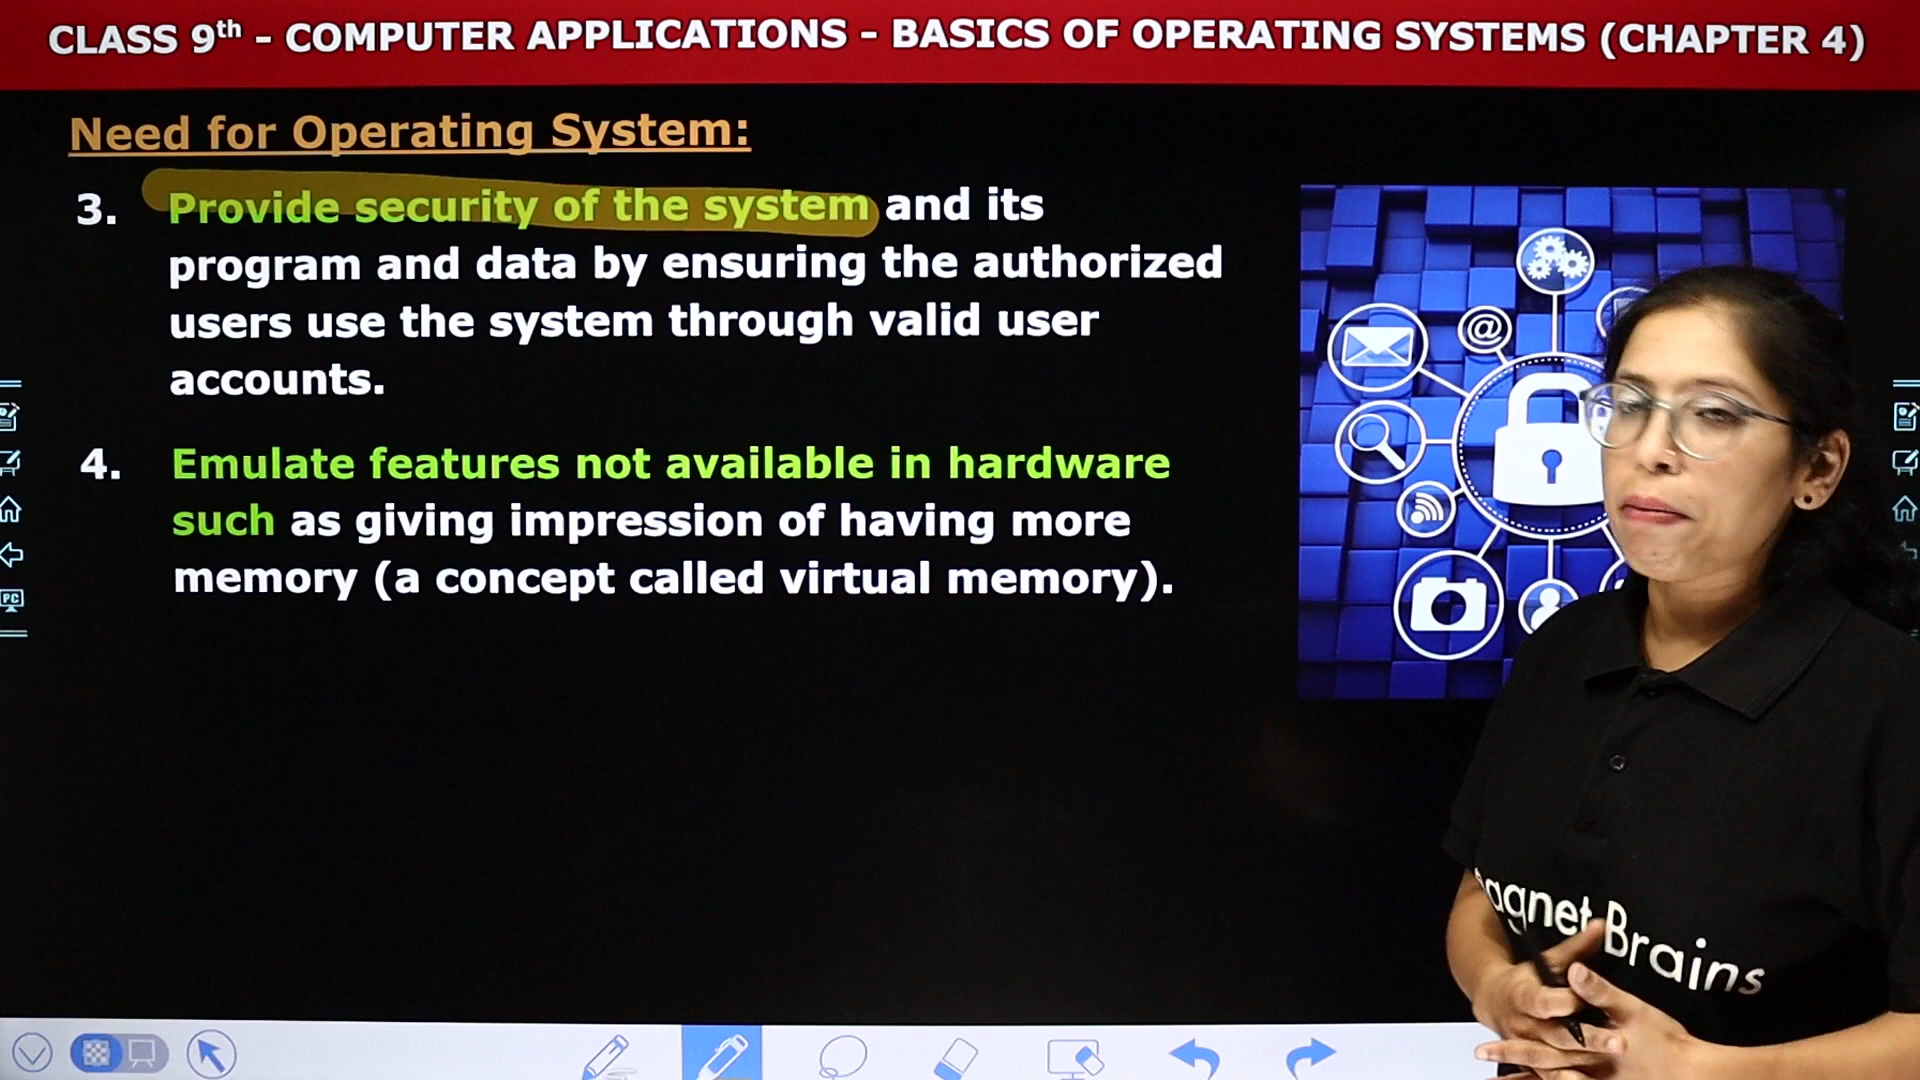 CLASS 9th - COMPUTER APPLICATIONS - BASICS OF OPERATING SYSTEMS (CHAPTER 4)
Need for Operating System:
3. Provide security of the system and its
program and data by ensuring the authorized
users use the system through valid user
accounts.
4. Emulate features not available in hardware
such as giving impression of having more
memory (a concept called virtual memory).
@
PC
agnet Brains